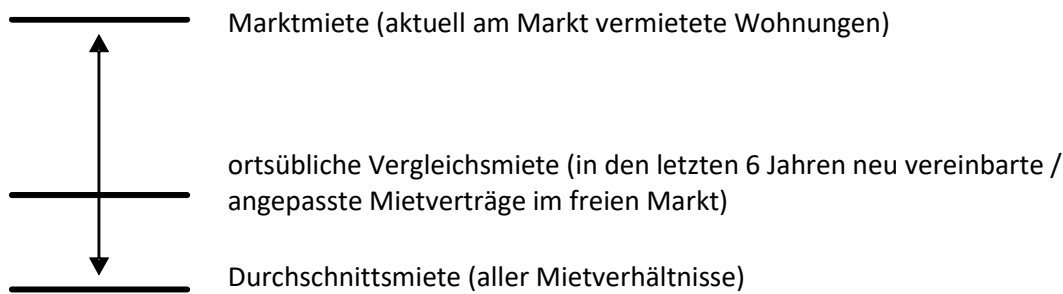 Marktmiete (aktuell am Markt vermietete Wohnungen)
ortsübliche Vergleichsmiete (in den letzten 6 Jahren neu vereinbarte /
angepasste Mietverträge im freien Markt)
Durchschnittsmiete (aller Mietverhältnisse)